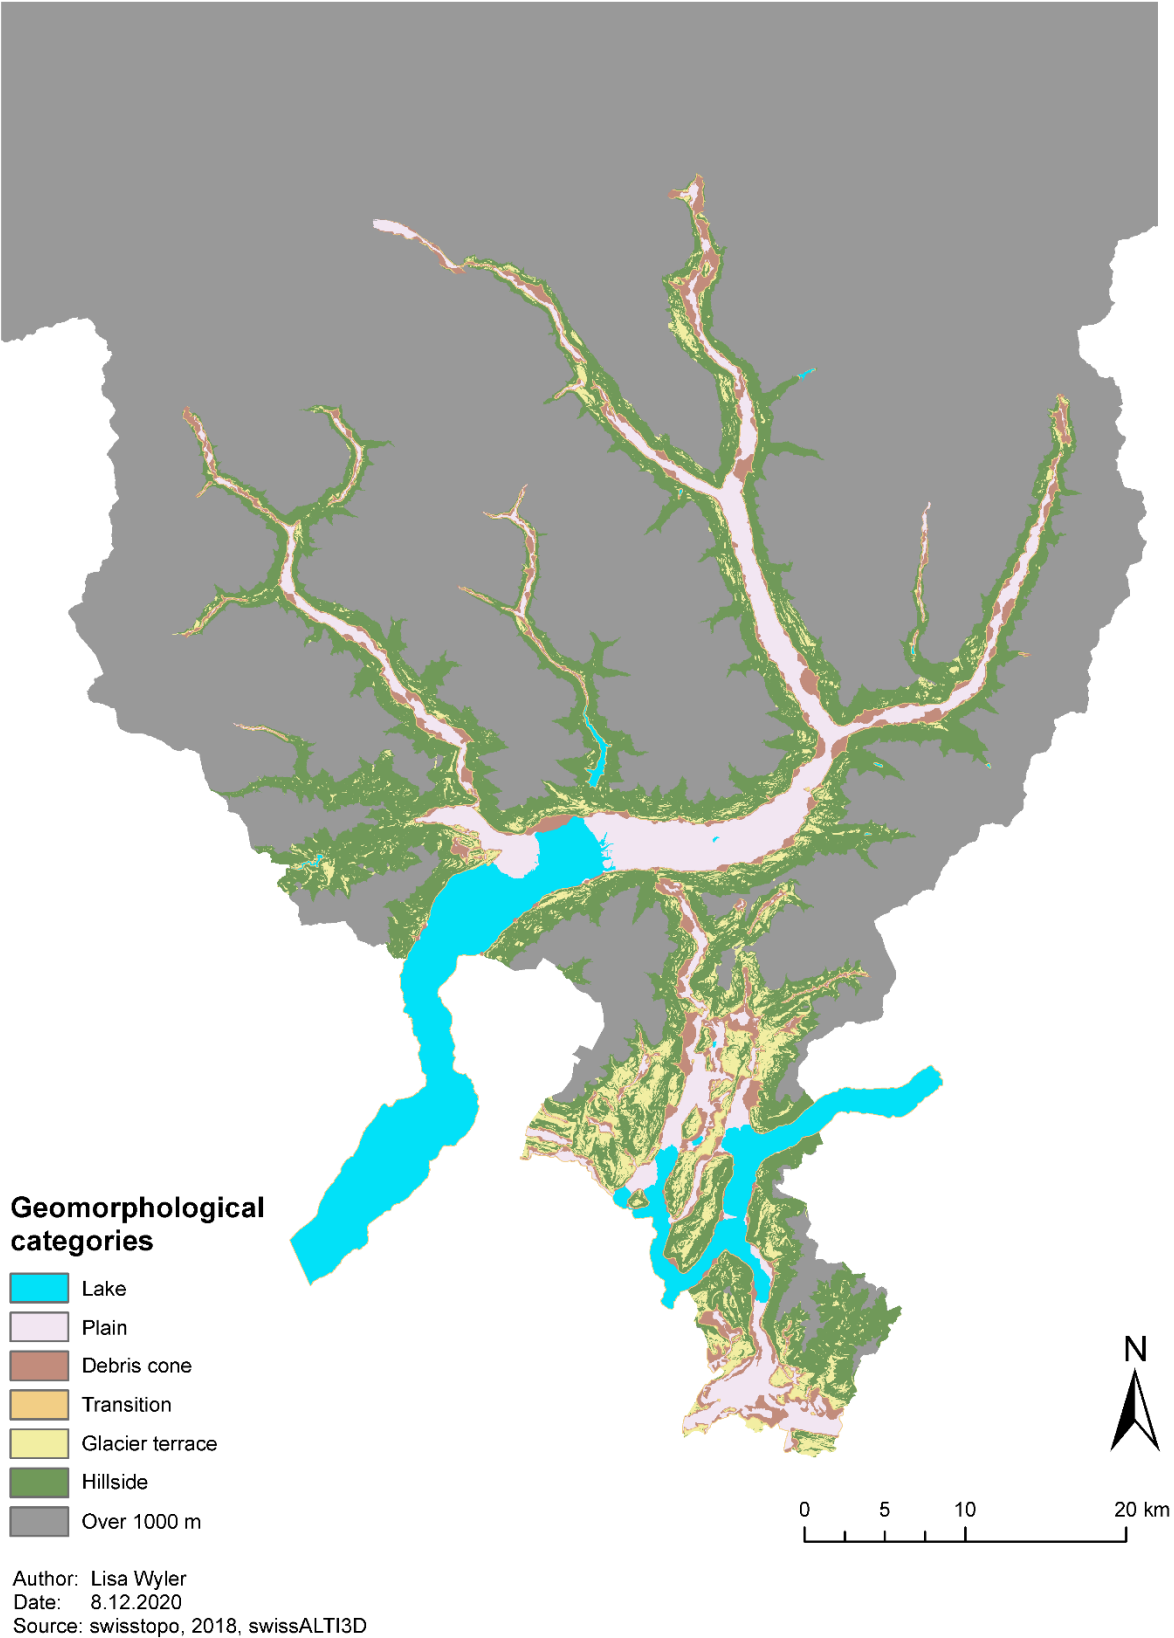 Geomorphological
categories
Lake
Plain
Debris cone
Transition
Glacier terrace
Hillside
Over 1000 m
N
0 5 10 20 km
Author: Lisa Wyler
Date: 8.12.2020
Source: swisstopo, 2018, swissALTI3D